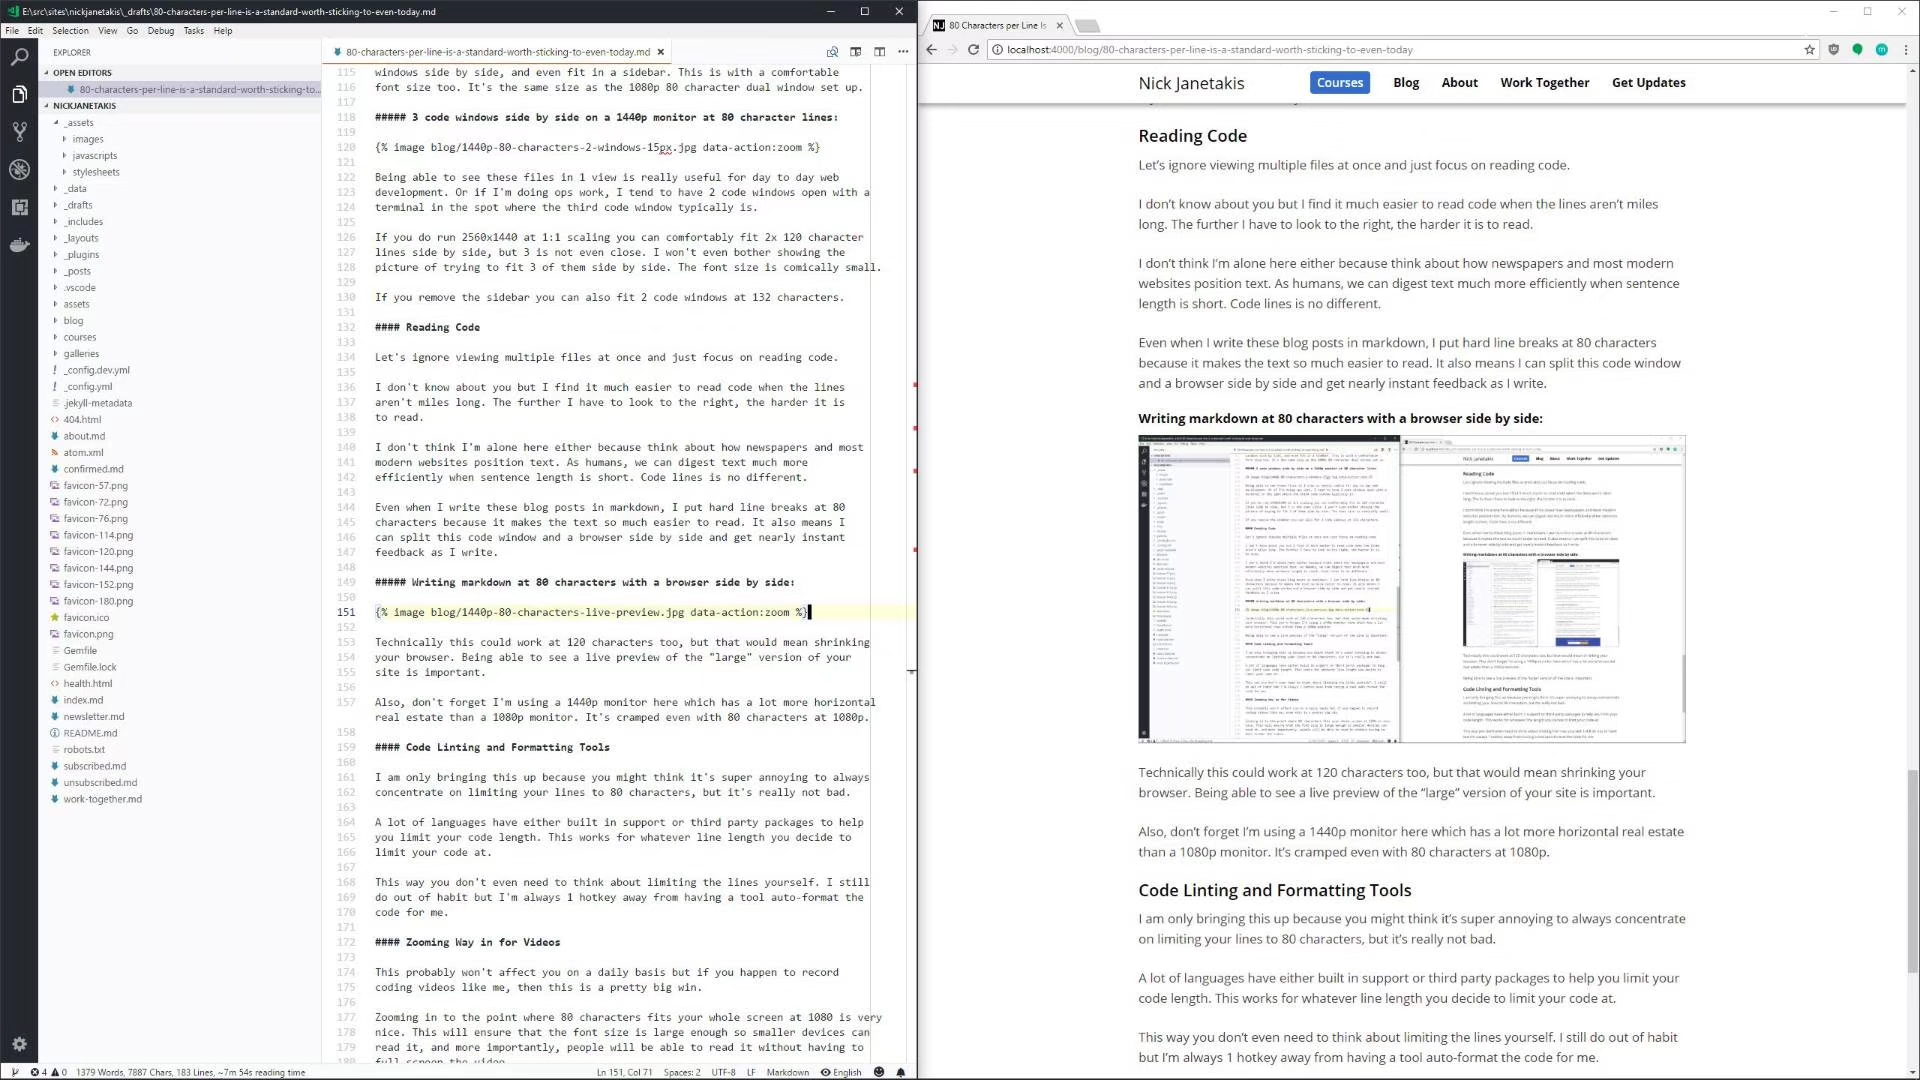 E:\src\sites\nickjanetakis\_drafts\80-characters-per-line-is-a-standard-worth-sticking-to-even-today.md
File Edit Selection View Go Debug Tasks Help
EXPLORER
OPEN EDITORS
80-characters-per-line-is-a-standard-worth-sticking-to...
NICKJANETAKIS
_assets
images
javascripts
stylesheets
_data
_drafts
_includes
_layouts
_plugins
_posts
.vscode
assets
blog
courses
galleries
_config.dev.yml
_config.yml
.jekyll-metadata
404.html
about.md
atom.xml
confirmed.md
favicon-57.png
favicon-72.png
favicon-76.png
favicon-114.png
favicon-120.png
favicon-144.png
favicon-152.png
favicon-180.png
favicon.ico
favicon.png
Gemfile
Gemfile.lock
health.html
index.md
newsletter.md
README.md
robots.txt
subscribed.md
unsubscribed.md
work-together.md
80-characters-per-line-is-a-standard-worth-sticking-to-even-today.md
115 windows side by side, and even fit in a sidebar. This is with a comfortable
116 font size too. It's the same size as the 1080p 80 character dual window set up.
117
118 ##### 3 code windows side by side on a 1440p monitor at 80 character lines:
119
120 {% image blog/1440p-80-characters-2-windows-15px.jpg data-action:zoom %}
121
122 Being able to see these files in 1 view is really useful for day to day web
123 development. Or if I'm doing ops work, I tend to have 2 code windows open with a
124 terminal in the spot where the third code window typically is.
125
126 If you do run 2560x1440 at 1:1 scaling you can comfortably fit 2x 120 character
127 lines side by side, but 3 is not even close. I won't even bother showing the
128 picture of trying to fit 3 of them side by side. The font size is comically small.
129
130 If you remove the sidebar you can also fit 2 code windows at 132 characters.
131
132 #### Reading Code
133
134 Let's ignore viewing multiple files at once and just focus on reading code.
135
136 I don't know about you but I find it much easier to read code when the lines
137 aren't miles long. The further I have to look to the right, the harder it is
138 to read.
139
140 I don't think I'm alone here either because think about how newspapers and most
141 modern websites position text. As humans, we can digest text much more
142 efficiently when sentence length is short. Code lines is no different.
143
144 Even when I write these blog posts in markdown, I put hard line breaks at 80
145 characters because it makes the text so much easier to read. It also means I
146 can split this code window and a browser side by side and get nearly instant
147 feedback as I write.
148
149 ##### Writing markdown at 80 characters with a browser side by side:
150
151 {% image blog/1440p-80-characters-live-preview.jpg data-action:zoom %}
152
153 Technically this could work at 120 characters too, but that would mean shrinking
154 your browser. Being able to see a live preview of the "large" version of your
155 site is important.
156
157 Also, don't forget I'm using a 1440p monitor here which has a lot more horizontal
real estate than a 1080p monitor. It's cramped even with 80 characters at 1080p.
158
159 #### Code Linting and Formatting Tools
160
161 I am only bringing this up because you might think it's super annoying to always
162 concentrate on limiting your lines to 80 characters, but it's really not bad.
163
164 A lot of languages have either built in support or third party packages to help
165 you limit your code length. This works for whatever line length you decide to
166 limit your code at.
167
168 This way you don't even need to think about limiting the lines yourself. I still
169 do out of habit but I'm always 1 hotkey away from having a tool auto-format the
170 code for me.
171
172 #### Zooming Way in for Videos
173
174 This probably won't affect you on a daily basis but if you happen to record
175 coding videos like me, then this is a pretty big win.
176
177 Zooming in to the point where 80 characters fits your whole screen at 1080 is very
178 nice. This will ensure that the font size is large enough so smaller devices can
179 read it, and more importantly, people will be able to read it without having to
180 full screen the video.
4 0 1379 Words, 7887 Chars, 183 Lines, ~7m 54s reading time Ln 151, Col 71 Spaces: 2 UTF-8 LF Markdown English
80 Characters per Line Is
localhost:4000/blog/80-characters-per-line-is-a-standard-worth-sticking-to-even-today
Nick Janetakis Courses Blog About Work Together Get Updates
Reading Code
Let’s ignore viewing multiple files at once and just focus on reading code.
I don’t know about you but I find it much easier to read code when the lines aren’t miles
long. The further I have to look to the right, the harder it is to read.
I don’t think I’m alone here either because think about how newspapers and most modern
websites position text. As humans, we can digest text much more efficiently when sentence
length is short. Code lines is no different.
Even when I write these blog posts in markdown, I put hard line breaks at 80 characters
because it makes the text so much easier to read. It also means I can split this code window
and a browser side by side and get nearly instant feedback as I write.
Writing markdown at 80 characters with a browser side by side:
Technically this could work at 120 characters too, but that would mean shrinking your
browser. Being able to see a live preview of the “large” version of your site is important.
Also, don’t forget I’m using a 1440p monitor here which has a lot more horizontal real estate
than a 1080p monitor. It’s cramped even with 80 characters at 1080p.
Code Linting and Formatting Tools
I am only bringing this up because you might think it’s super annoying to always concentrate
on limiting your lines to 80 characters, but it’s really not bad.
A lot of languages have either built in support or third party packages to help you limit your
code length. This works for whatever line length you decide to limit your code at.
This way you don’t even need to think about limiting the lines yourself. I still do out of habit
but I’m always 1 hotkey away from having a tool auto-format the code for me.